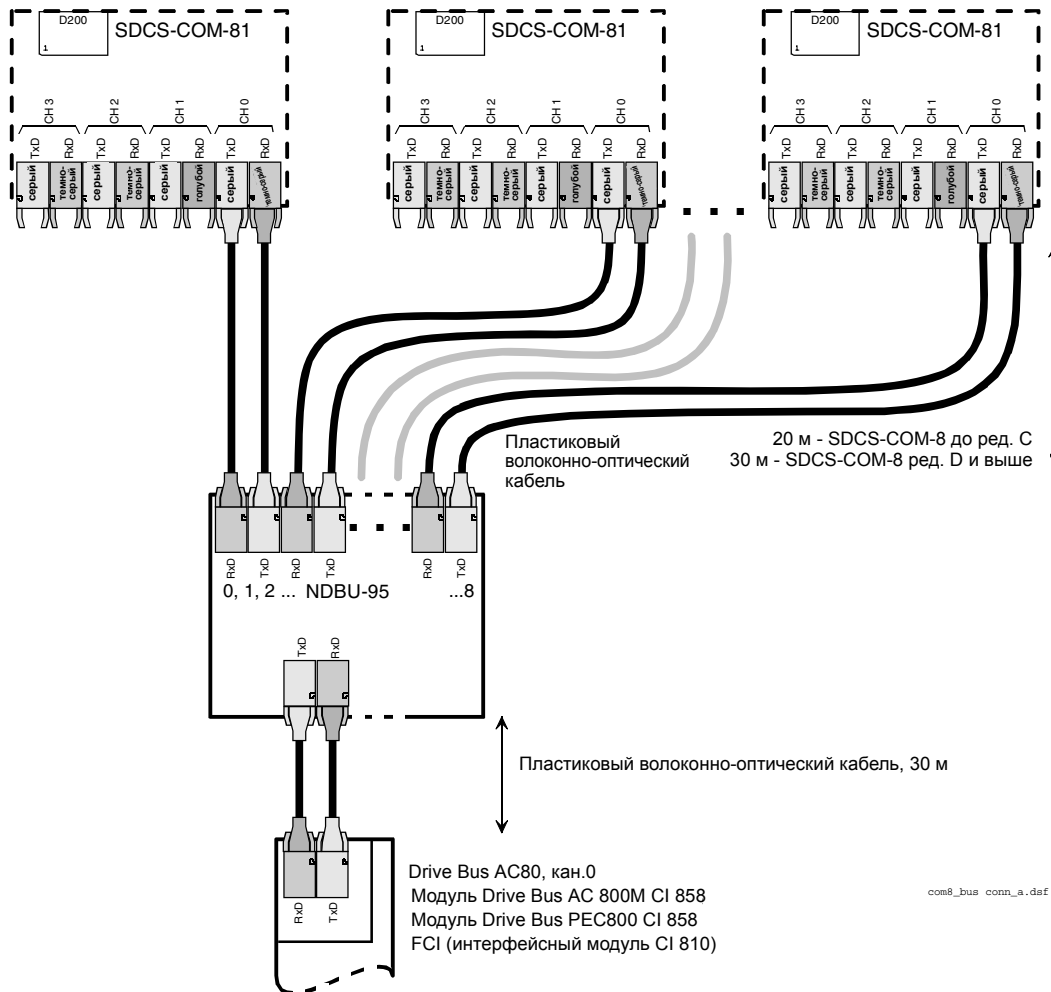 D200
1
SDCS-COM-81
D200
1
SDCS-COM-81
D200
1
SDCS-COM-81
CH 3
CH 2
CH 1
CH 0
CH 3
CH 2
CH 1
CH 0
CH 3
CH 2
CH 1
CH 0
TxD
RxD
TxD
RxD
TxD
RxD
TxD
RxD
TxD
RxD
TxD
RxD
TxD
RxD
TxD
RxD
TxD
RxD
TxD
RxD
TxD
RxD
TxD
RxD
серый
темно-
серый
серый
темно-
серый
серый
голубой
серый
темно-серый
серый
темно-
серый
серый
темно-
серый
серый
голубой
серый
темно-серый
серый
темно-
серый
серый
темно-
серый
серый
голубой
серый
темно-серый
Пластиковый
волоконно-оптический
кабель
20 м - SDCS-COM-8 до ред. C
30 м - SDCS-COM-8 ред. D и выше
RxD
TxD
RxD
TxD
RxD
TxD
0, 1, 2 ... NDBU-95 ...8
TxD
RxD
Пластиковый волоконно-оптический кабель, 30 м
RxD
TxD
Drive Bus AC80, кан.0
Модуль Drive Bus AC 800M CI 858
Модуль Drive Bus PEC800 CI 858
FCI (интерфейсный модуль CI 810)
com8_bus conn_a.dsf